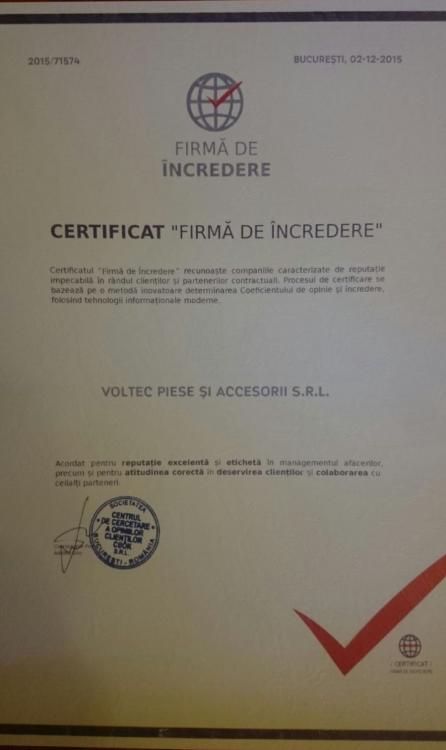 2015/71574
BUCUREȘTI, 02-12-2015
FIRMĂ DE
ÎNCREDERE
CERTIFICAT "FIRMĂ DE ÎNCREDERE"
Certificatul "Firmă de Încredere" recunoaște companiile caracterizate de reputație
impecabilă în rândul clienților și partenerilor contractuali. Procesul de certificare se
bazează pe o metodă inovatoare determinarea Coeficientului de opinie și încredere,
folosind tehnologii informaționale moderne.
VOLTEC PIESE ȘI ACCESORII S.R.L.
Acordat pentru reputație excelentă și etichetă în managementul afacerilor,
precum și pentru atitudinea corectă în deservirea clienților și colaborarea cu
ceilalți parteneri.
SOCIETATEA
CENTRUL
DE CERCETARE
A OPINIILOR
CLIENȚILOR
CBOK
S.R.L.
BUCUREȘTI - ROMÂNIA
CERTIFICAT
FIRMĂ DE ÎNCREDERE